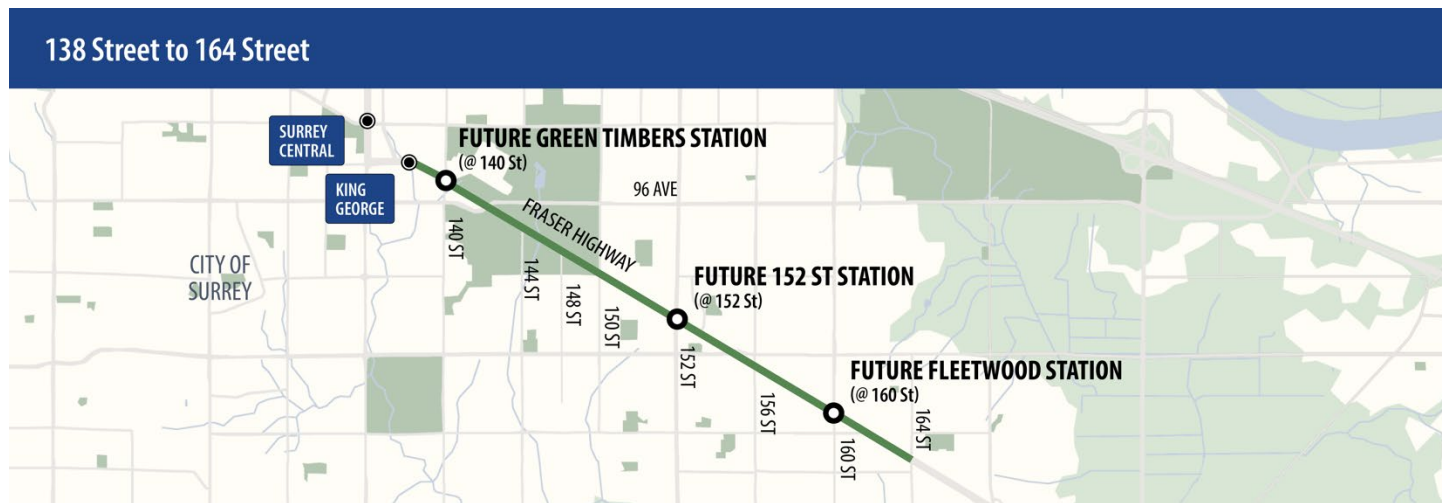 138 Street to 164 Street
SURREY
CENTRAL
KING
GEORGE
FUTURE GREEN TIMBERS STATION
(@ 140 St)
96 AVE
FRASER HIGHWAY
140 ST
144 ST
148 ST
150 ST
CITY OF
SURREY
FUTURE 152 ST STATION
(@ 152 St)
152 ST
156 ST
FUTURE FLEETWOOD STATION
(@ 160 St)
160 ST
164 ST